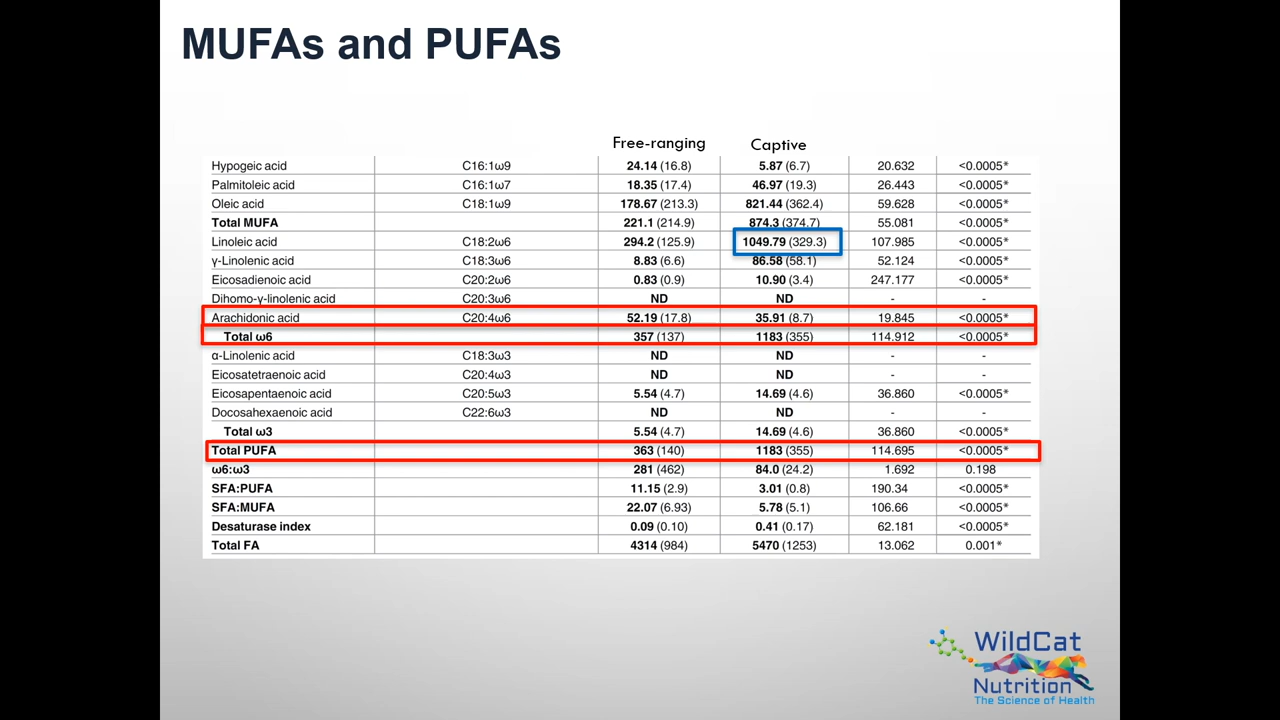 MUFAs and PUFAs
Free-ranging Captive
Hypogeic acid C16:1ω9 24.14 (16.8) 5.87 (6.7) 20.632 <0.0005*
Palmitoleic acid C16:1ω7 18.35 (17.4) 46.97 (19.3) 26.443 <0.0005*
Oleic acid C18:1ω9 178.67 (213.3) 821.44 (362.4) 59.628 <0.0005*
Total MUFA 221.1 (214.9) 874.3 (374.7) 55.081 <0.0005*
Linoleic acid C18:2ω6 294.2 (125.9) 1049.79 (329.3) 107.985 <0.0005*
γ-Linolenic acid C18:3ω6 8.83 (6.6) 86.58 (58.1) 52.124 <0.0005*
Eicosadienoic acid C20:2ω6 0.83 (0.9) 10.90 (3.4) 247.177 <0.0005*
Dihomo-γ-linolenic acid C20:3ω6 ND ND - -
Arachidonic acid C20:4ω6 52.19 (17.8) 35.91 (8.7) 19.845 <0.0005*
Total ω6 357 (137) 1183 (355) 114.912 <0.0005*
α-Linolenic acid C18:3ω3 ND ND - -
Eicosatetraenoic acid C20:4ω3 ND ND - -
Eicosapentaenoic acid C20:5ω3 5.54 (4.7) 14.69 (4.6) 36.860 <0.0005*
Docosahexaenoic acid C22:6ω3 ND ND - -
Total ω3 5.54 (4.7) 14.69 (4.6) 36.860 <0.0005*
Total PUFA 363 (140) 1183 (355) 114.695 <0.0005*
ω6:ω3 281 (462) 84.0 (24.2) 1.692 0.198
SFA:PUFA 11.15 (2.9) 3.01 (0.8) 190.34 <0.0005*
SFA:MUFA 22.07 (6.93) 5.78 (5.1) 106.66 <0.0005*
Desaturase index 0.09 (0.10) 0.41 (0.17) 62.181 <0.0005*
Total FA 4314 (984) 5470 (1253) 13.062 0.001*
WildCat
Nutrition
The Science of Health